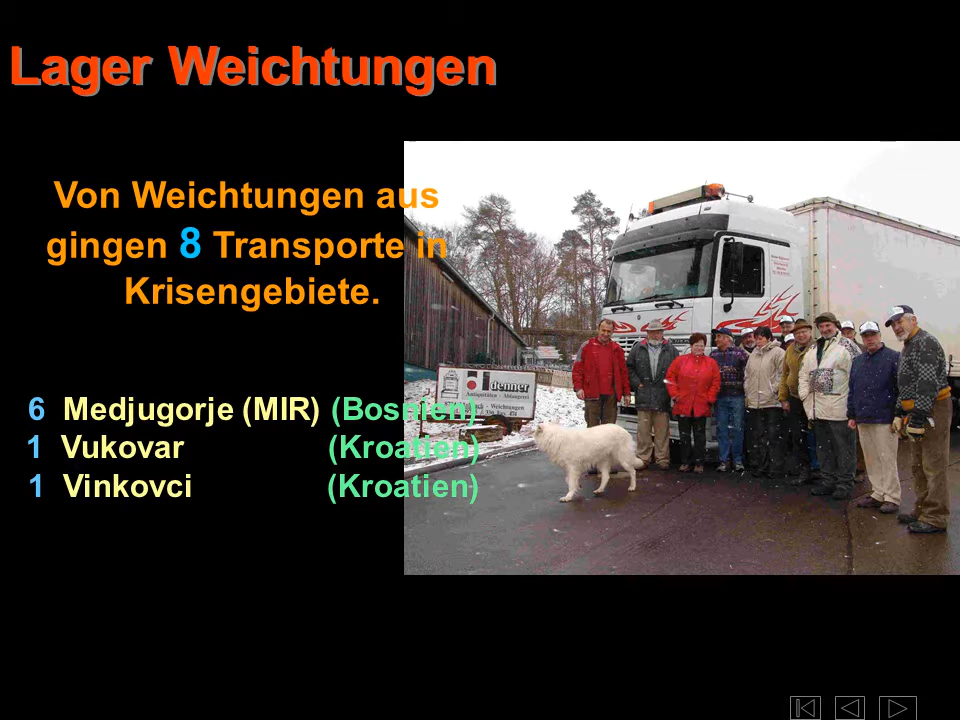 Lager Weichtungen
Von Weichtungen aus
gingen 8 Transporte in
Krisengebiete.
6 Medjugorje (MIR) (Bosnien)
1 Vukovar (Kroatien)
1 Vinkovci (Kroatien)
denner
Weichtungen